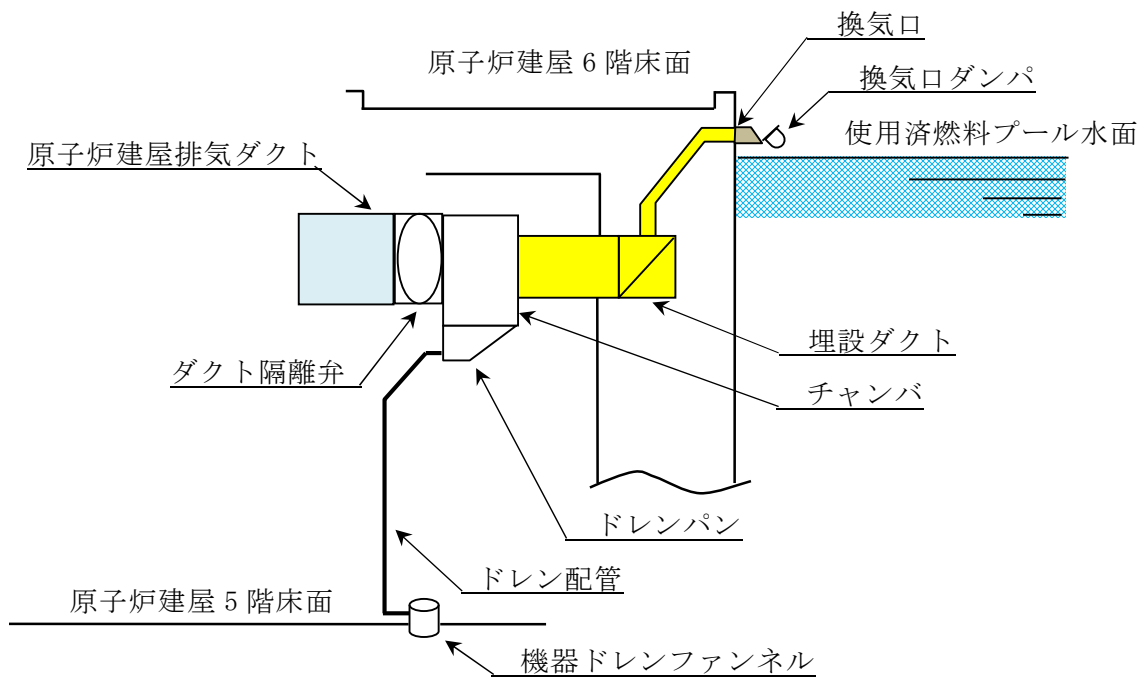 換気口
原子炉建屋6階床面
換気口ダンパ
使用済燃料プール水面
原子炉建屋排気ダクト
埋設ダクト
ダクト隔離弁
チャンバ
ドレンパン
ドレン配管
原子炉建屋5階床面
機器ドレンファンネル